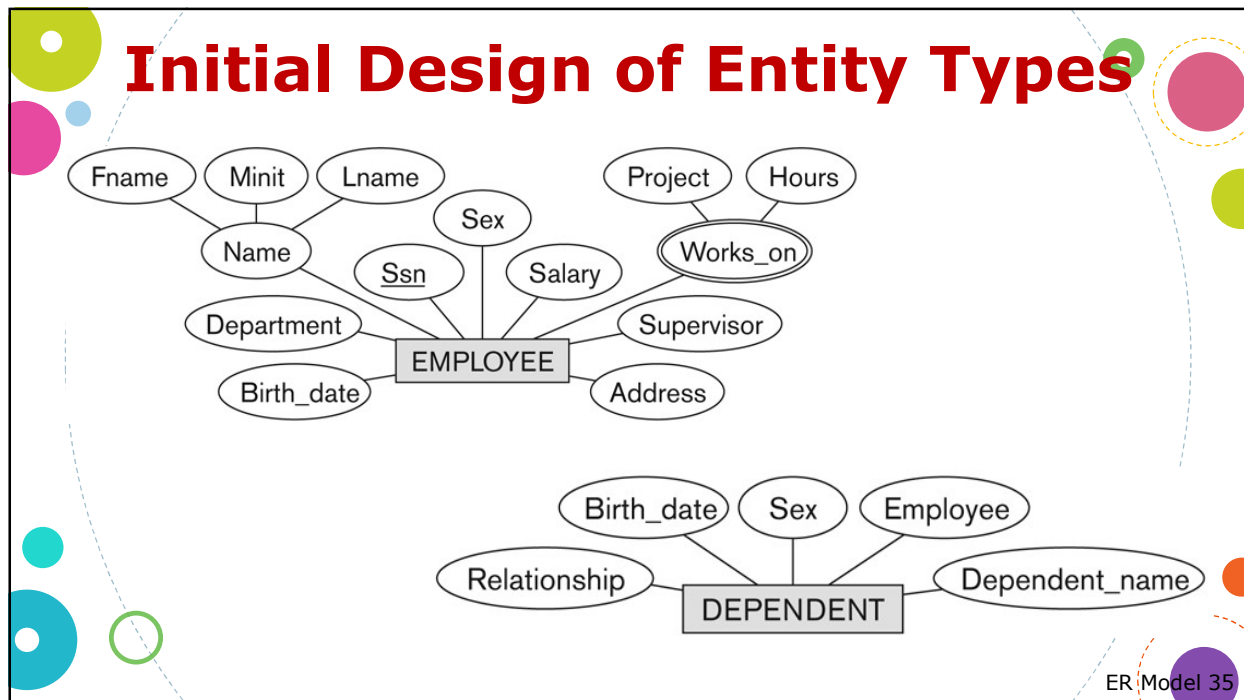 Initial Design of Entity Types
Fname Minit Lname
Project Hours
Sex
Name
Works_on
Ssn Salary
Department
Supervisor
EMPLOYEE
Birth_date
Address
Birth_date Sex Employee
Relationship
Dependent_name
DEPENDENT
ER Model 35